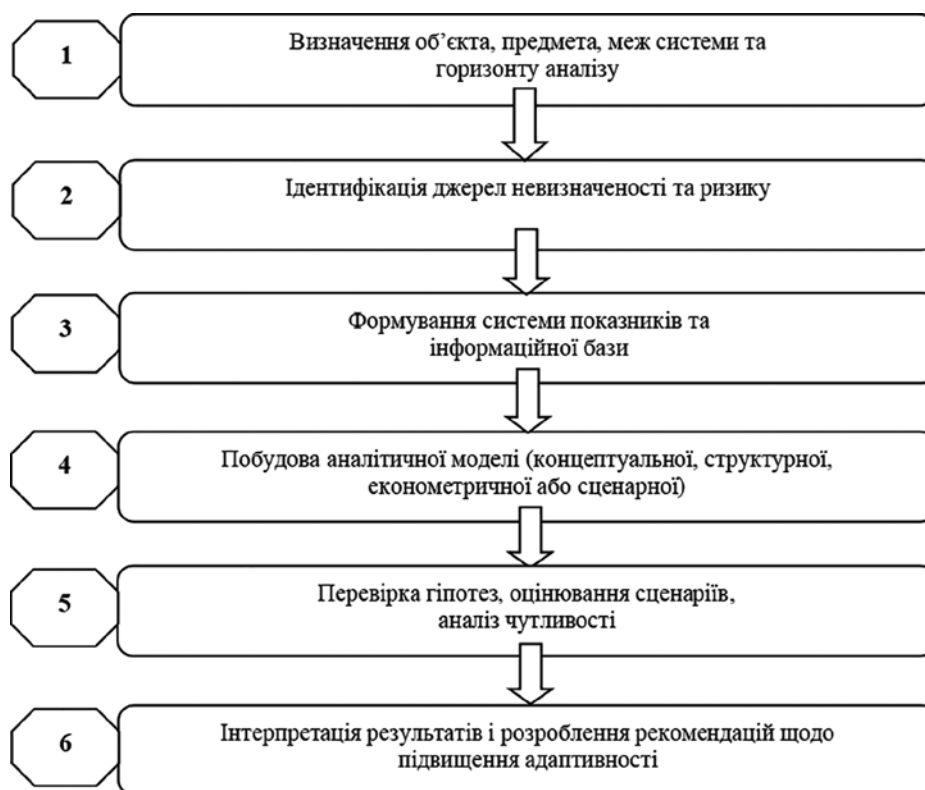 1
Визначення об’єкта, предмета, меж системи та
горизонту аналізу
2
Ідентифікація джерел невизначеності та ризику
3
Формування системи показників та
інформаційної бази
4
Побудова аналітичної моделі (концептуальної, структурної,
економетричної або сценарної)
5
Перевірка гіпотез, оцінювання сценаріїв,
аналіз чутливості
6
Інтерпретація результатів і розроблення рекомендацій щодо
підвищення адаптивності